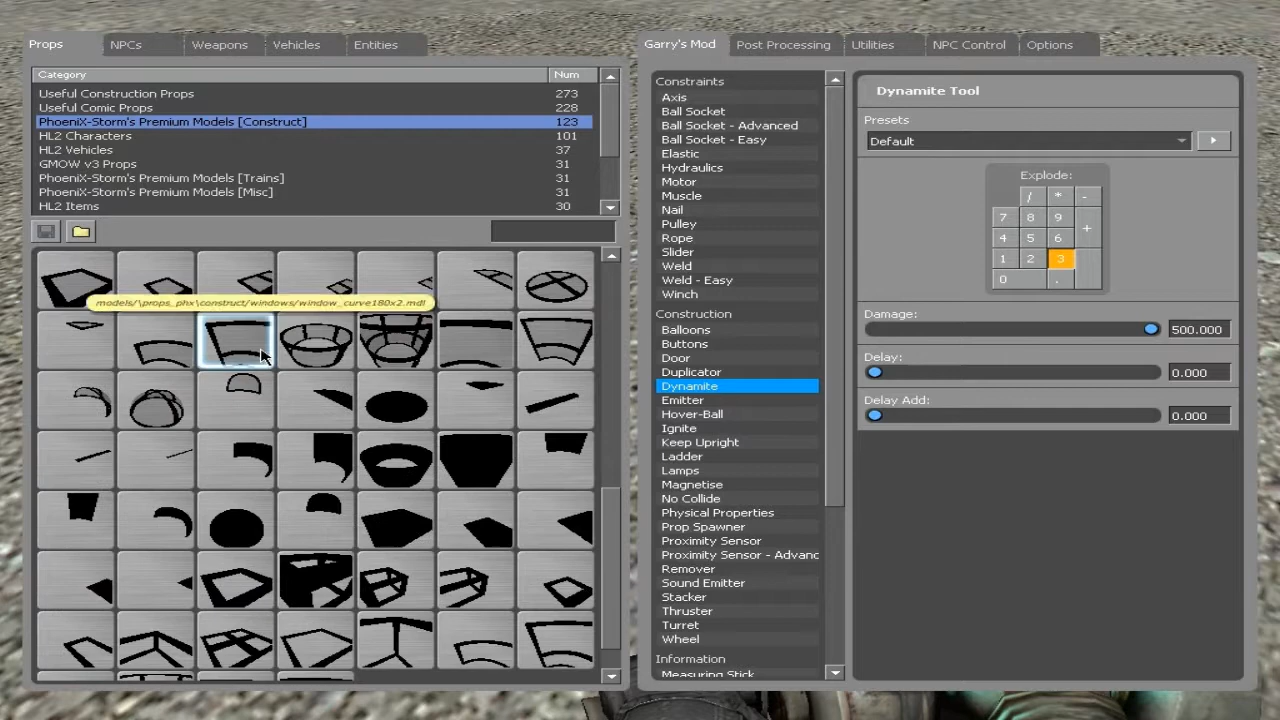 Props
NPCs
Weapons
Vehicles
Entities
Category Num
Useful Construction Props 273
Useful Comic Props 228
PhoeniX-Storm's Premium Models [Construct] 123
HL2 Characters 101
HL2 Vehicles 37
GMOW v3 Props 31
PhoeniX-Storm's Premium Models [Trains] 31
PhoeniX-Storm's Premium Models [Misc] 31
HL2 Items 30
models/\props_phx\construct/windows/window_curve180x2.mdl
Garry's Mod
Post Processing
Utilities
NPC Control
Options
Constraints
Axis
Ball Socket
Ball Socket - Advanced
Ball Socket - Easy
Elastic
Hydraulics
Motor
Muscle
Nail
Pulley
Rope
Slider
Weld
Weld - Easy
Winch
Construction
Balloons
Buttons
Door
Duplicator
Dynamite
Emitter
Hover-Ball
Ignite
Keep Upright
Ladder
Lamps
Magnetise
No Collide
Physical Properties
Prop Spawner
Proximity Sensor
Proximity Sensor - Advanc
Remover
Sound Emitter
Stacker
Thruster
Turret
Wheel
Information
Measuring Stick
Dynamite Tool
Presets
Default
Explode:
/ * -
7 8 9 +
4 5 6
1 2 3
0 .
Damage:
500.000
Delay:
0.000
Delay Add:
0.000